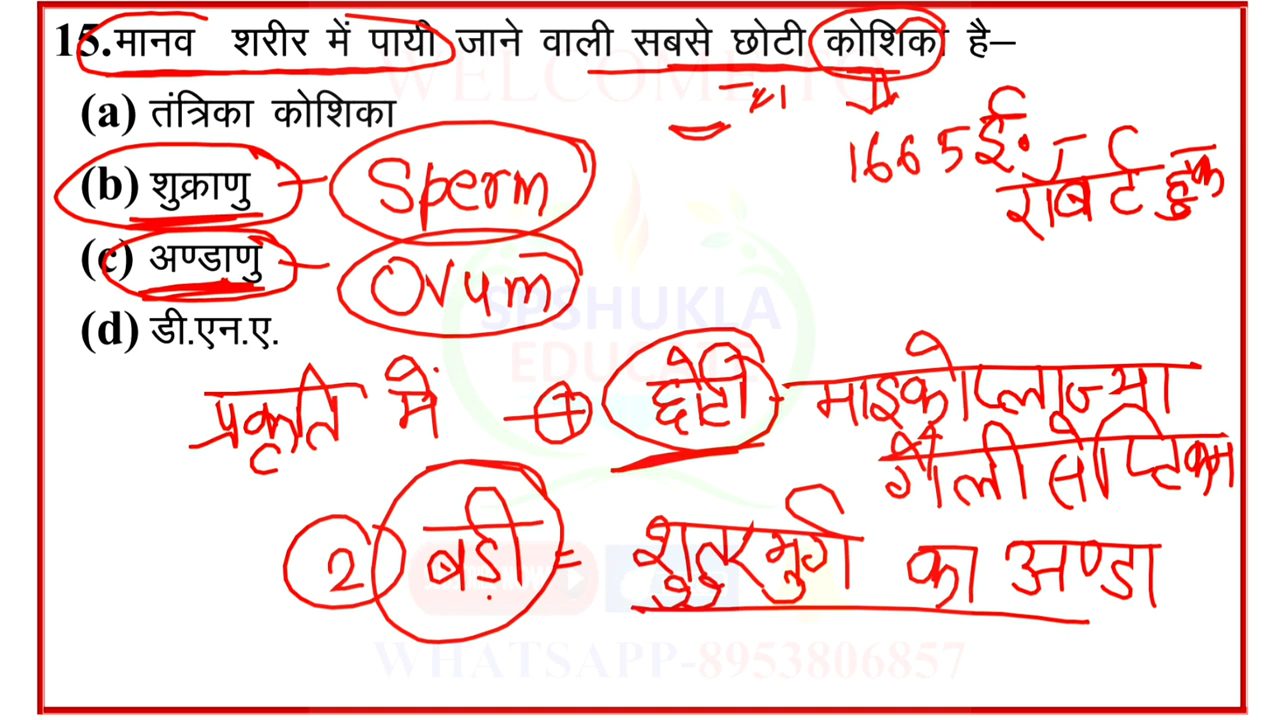 15.मानव शरीर में पायी जाने वाली सबसे छोटी कोशिका है–
1665 ई.
रॉबर्ट हुक
(a) तंत्रिका कोशिका
(b) शुक्राणु – Sperm
(c) अण्डाणु – Ovum
(d) डी.एन.ए.
प्रकृति में – 1 छोटी - माइकोप्लाज्मा
गैलीसेप्टिकम
2 बड़ी = शुतुरमुर्ग का अण्डा
WELCOME TO
SPSHUKLA
EDUCATE
WHATSAPP-8953806857